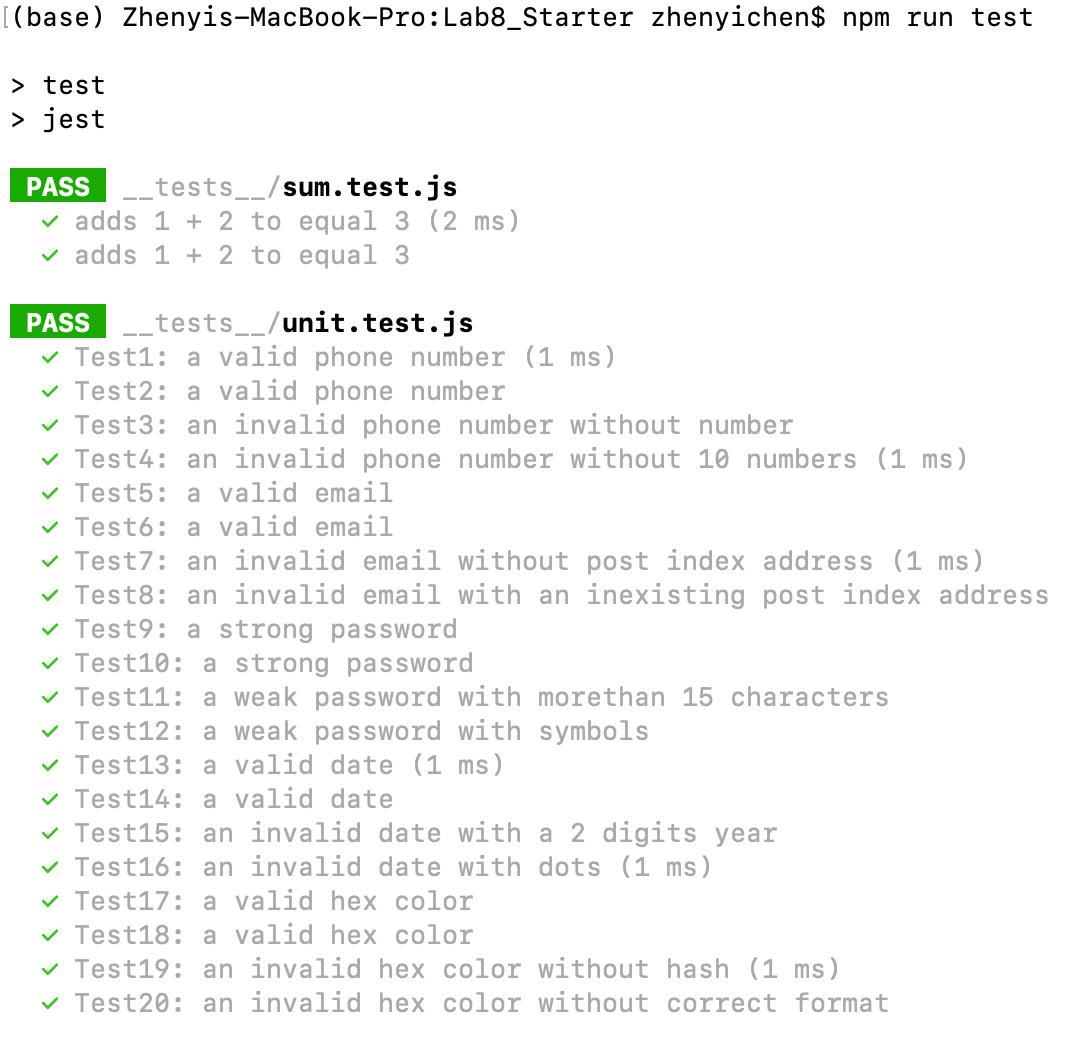 (base) Zhenyis-MacBook-Pro:Lab8_Starter zhenyichen$ npm run test
> test
> jest
PASS __tests__/sum.test.js
✓ adds 1 + 2 to equal 3 (2 ms)
✓ adds 1 + 2 to equal 3
PASS __tests__/unit.test.js
✓ Test1: a valid phone number (1 ms)
✓ Test2: a valid phone number
✓ Test3: an invalid phone number without number
✓ Test4: an invalid phone number without 10 numbers (1 ms)
✓ Test5: a valid email
✓ Test6: a valid email
✓ Test7: an invalid email without post index address (1 ms)
✓ Test8: an invalid email with an inexisting post index address
✓ Test9: a strong password
✓ Test10: a strong password
✓ Test11: a weak password with morethan 15 characters
✓ Test12: a weak password with symbols
✓ Test13: a valid date (1 ms)
✓ Test14: a valid date
✓ Test15: an invalid date with a 2 digits year
✓ Test16: an invalid date with dots (1 ms)
✓ Test17: a valid hex color
✓ Test18: a valid hex color
✓ Test19: an invalid hex color without hash (1 ms)
✓ Test20: an invalid hex color without correct format